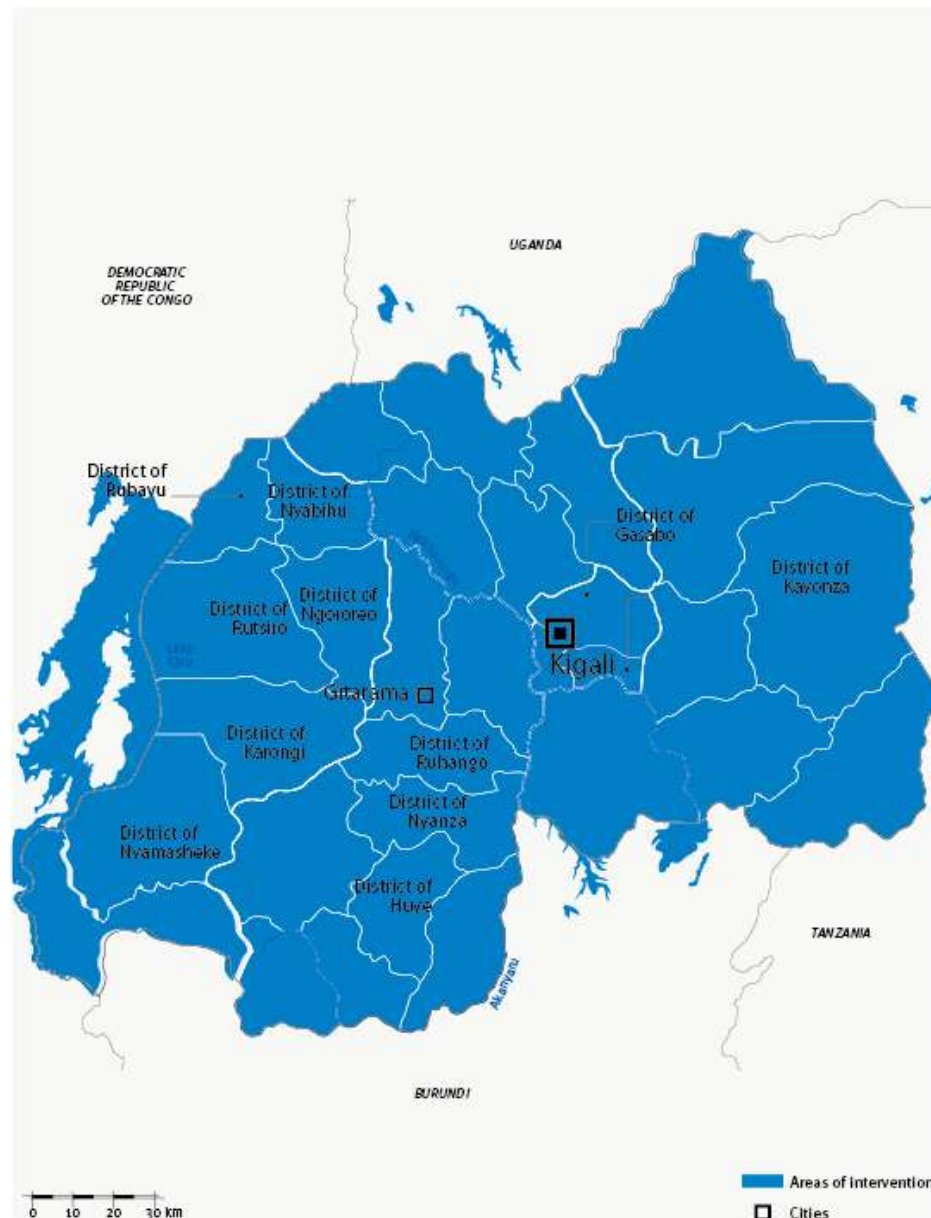 UGANDA
DEMOCRATIC
REPUBLIC
OF THE CONGO
District of
Rubavu
District of
Nyabihu
District of
Gasabo
District of
Kayonza
District of
Rutsiro
District of
Ngororeo
Kigali
Gitarama
District of
Karongi
District of
Ruhango
District of
Nyanza
District of
Nyamasheke
District of
Huye
TANZANIA
Akanyaru
BURUNDI
Areas of intervention
Cities
0 10 20 30 km